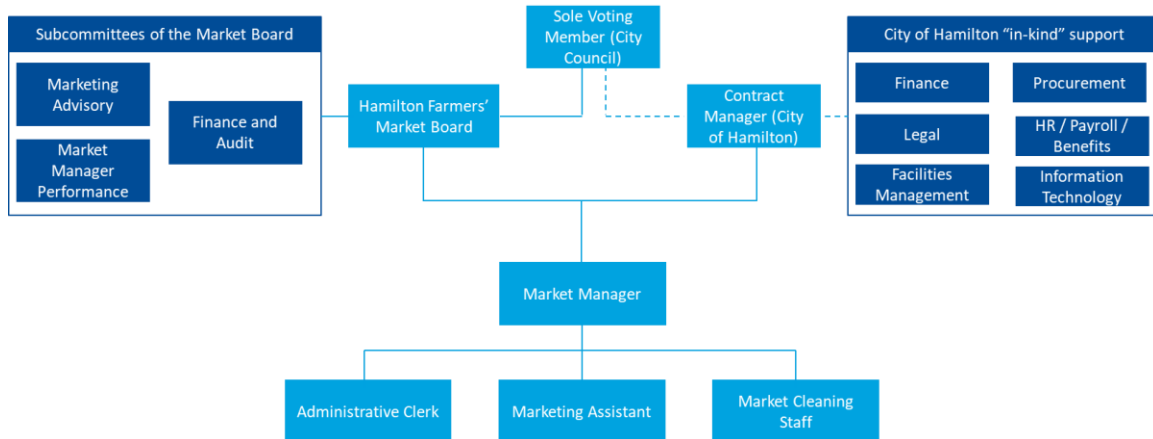 Subcommittees of the Market Board
Marketing
Advisory
Finance and
Audit
Market
Manager
Performance
Sole Voting
Member (City
Council)
Hamilton Farmers’
Market Board
Contract
Manager (City
of Hamilton)
City of Hamilton “in-kind” support
Finance
Procurement
Legal
HR / Payroll /
Benefits
Facilities
Management
Information
Technology
Market Manager
Administrative Clerk
Marketing Assistant
Market Cleaning
Staff